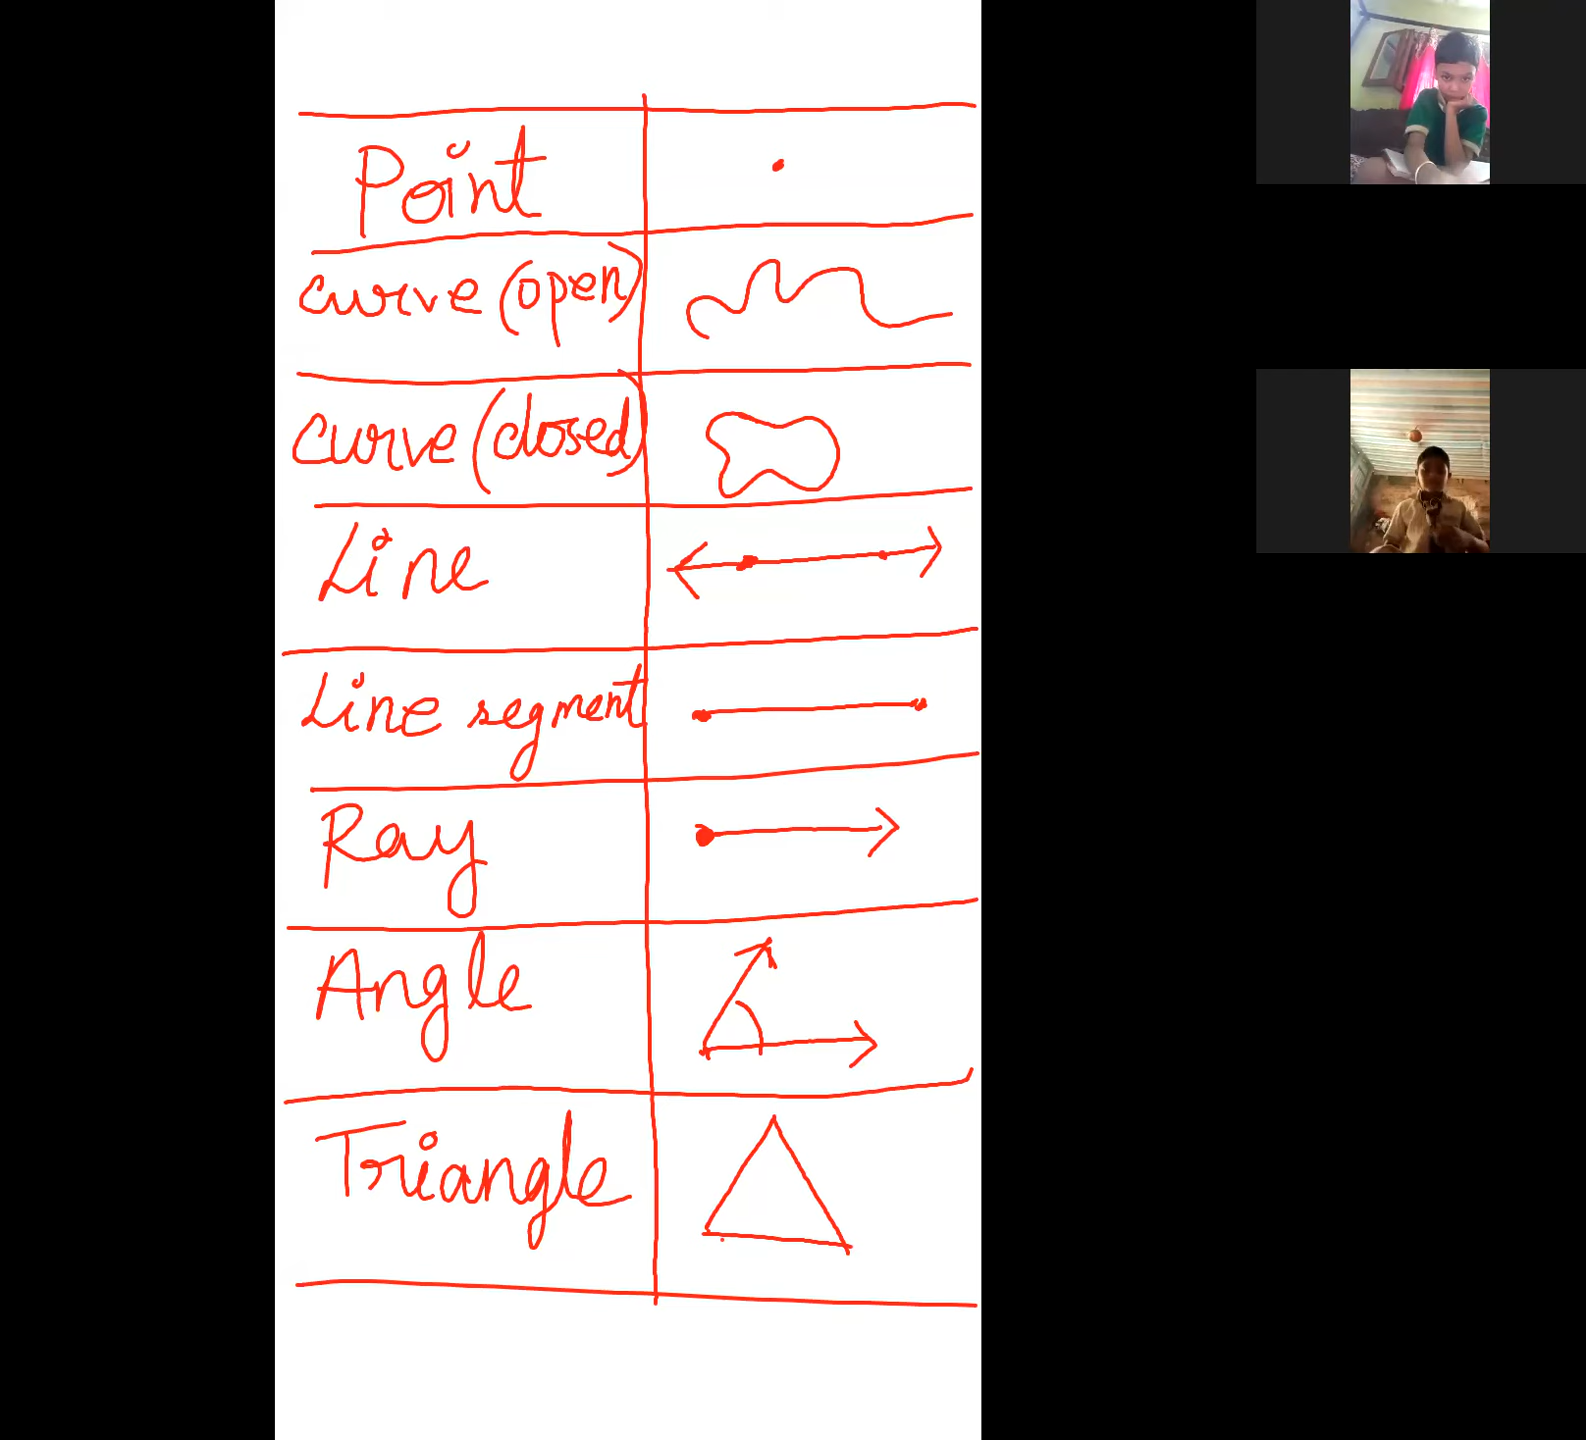 Point
curve (open)
curve (closed)
Line
Line segment
Ray
Angle
Triangle